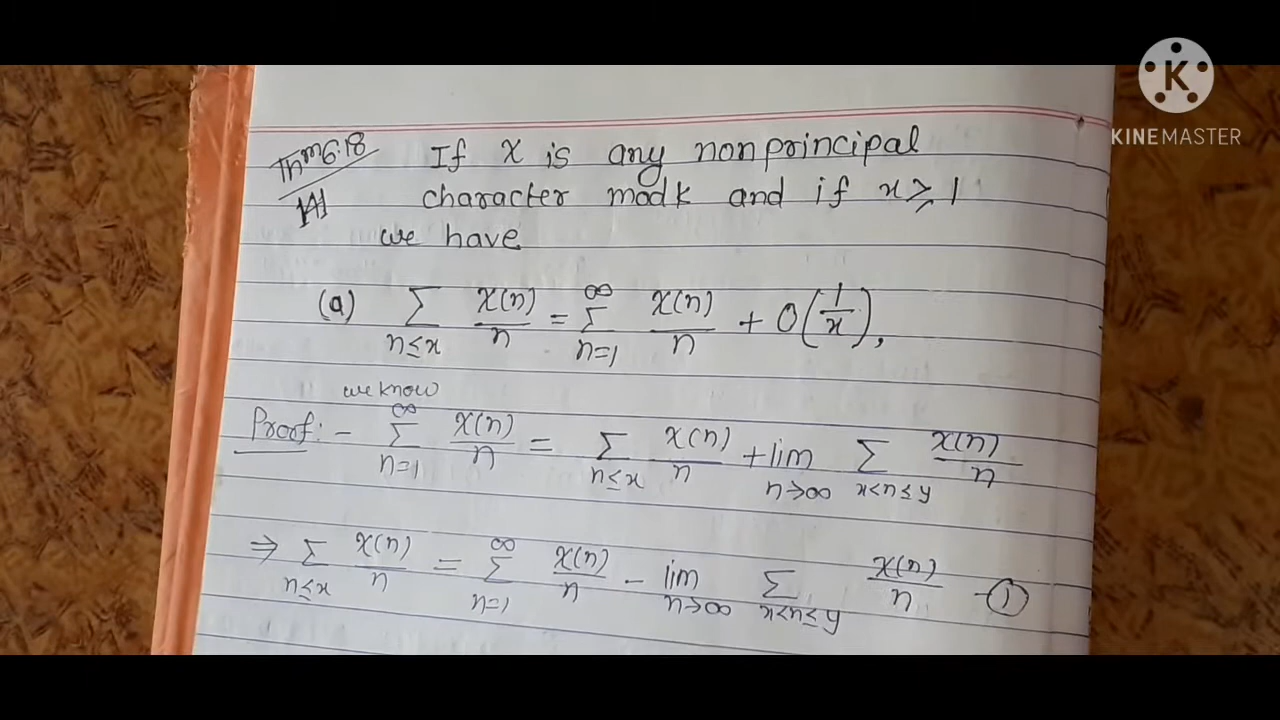 Thm 6.18 If χ is any nonprincipal
character mod k and if x ≥ 1
we have
(a) Σ_{n≤x} χ(n)/n = Σ_{n=1}^{∞} χ(n)/n + O(1/x),
we know
Proof:- Σ_{n=1}^{∞} χ(n)/n = Σ_{n≤x} χ(n)/n + lim_{n→∞} Σ_{x<n≤y} χ(n)/n
⇒ Σ_{n≤x} χ(n)/n = Σ_{n=1}^{∞} χ(n)/n - lim_{n→∞} Σ_{x<n≤y} χ(n)/n -①
K
KINEMASTER